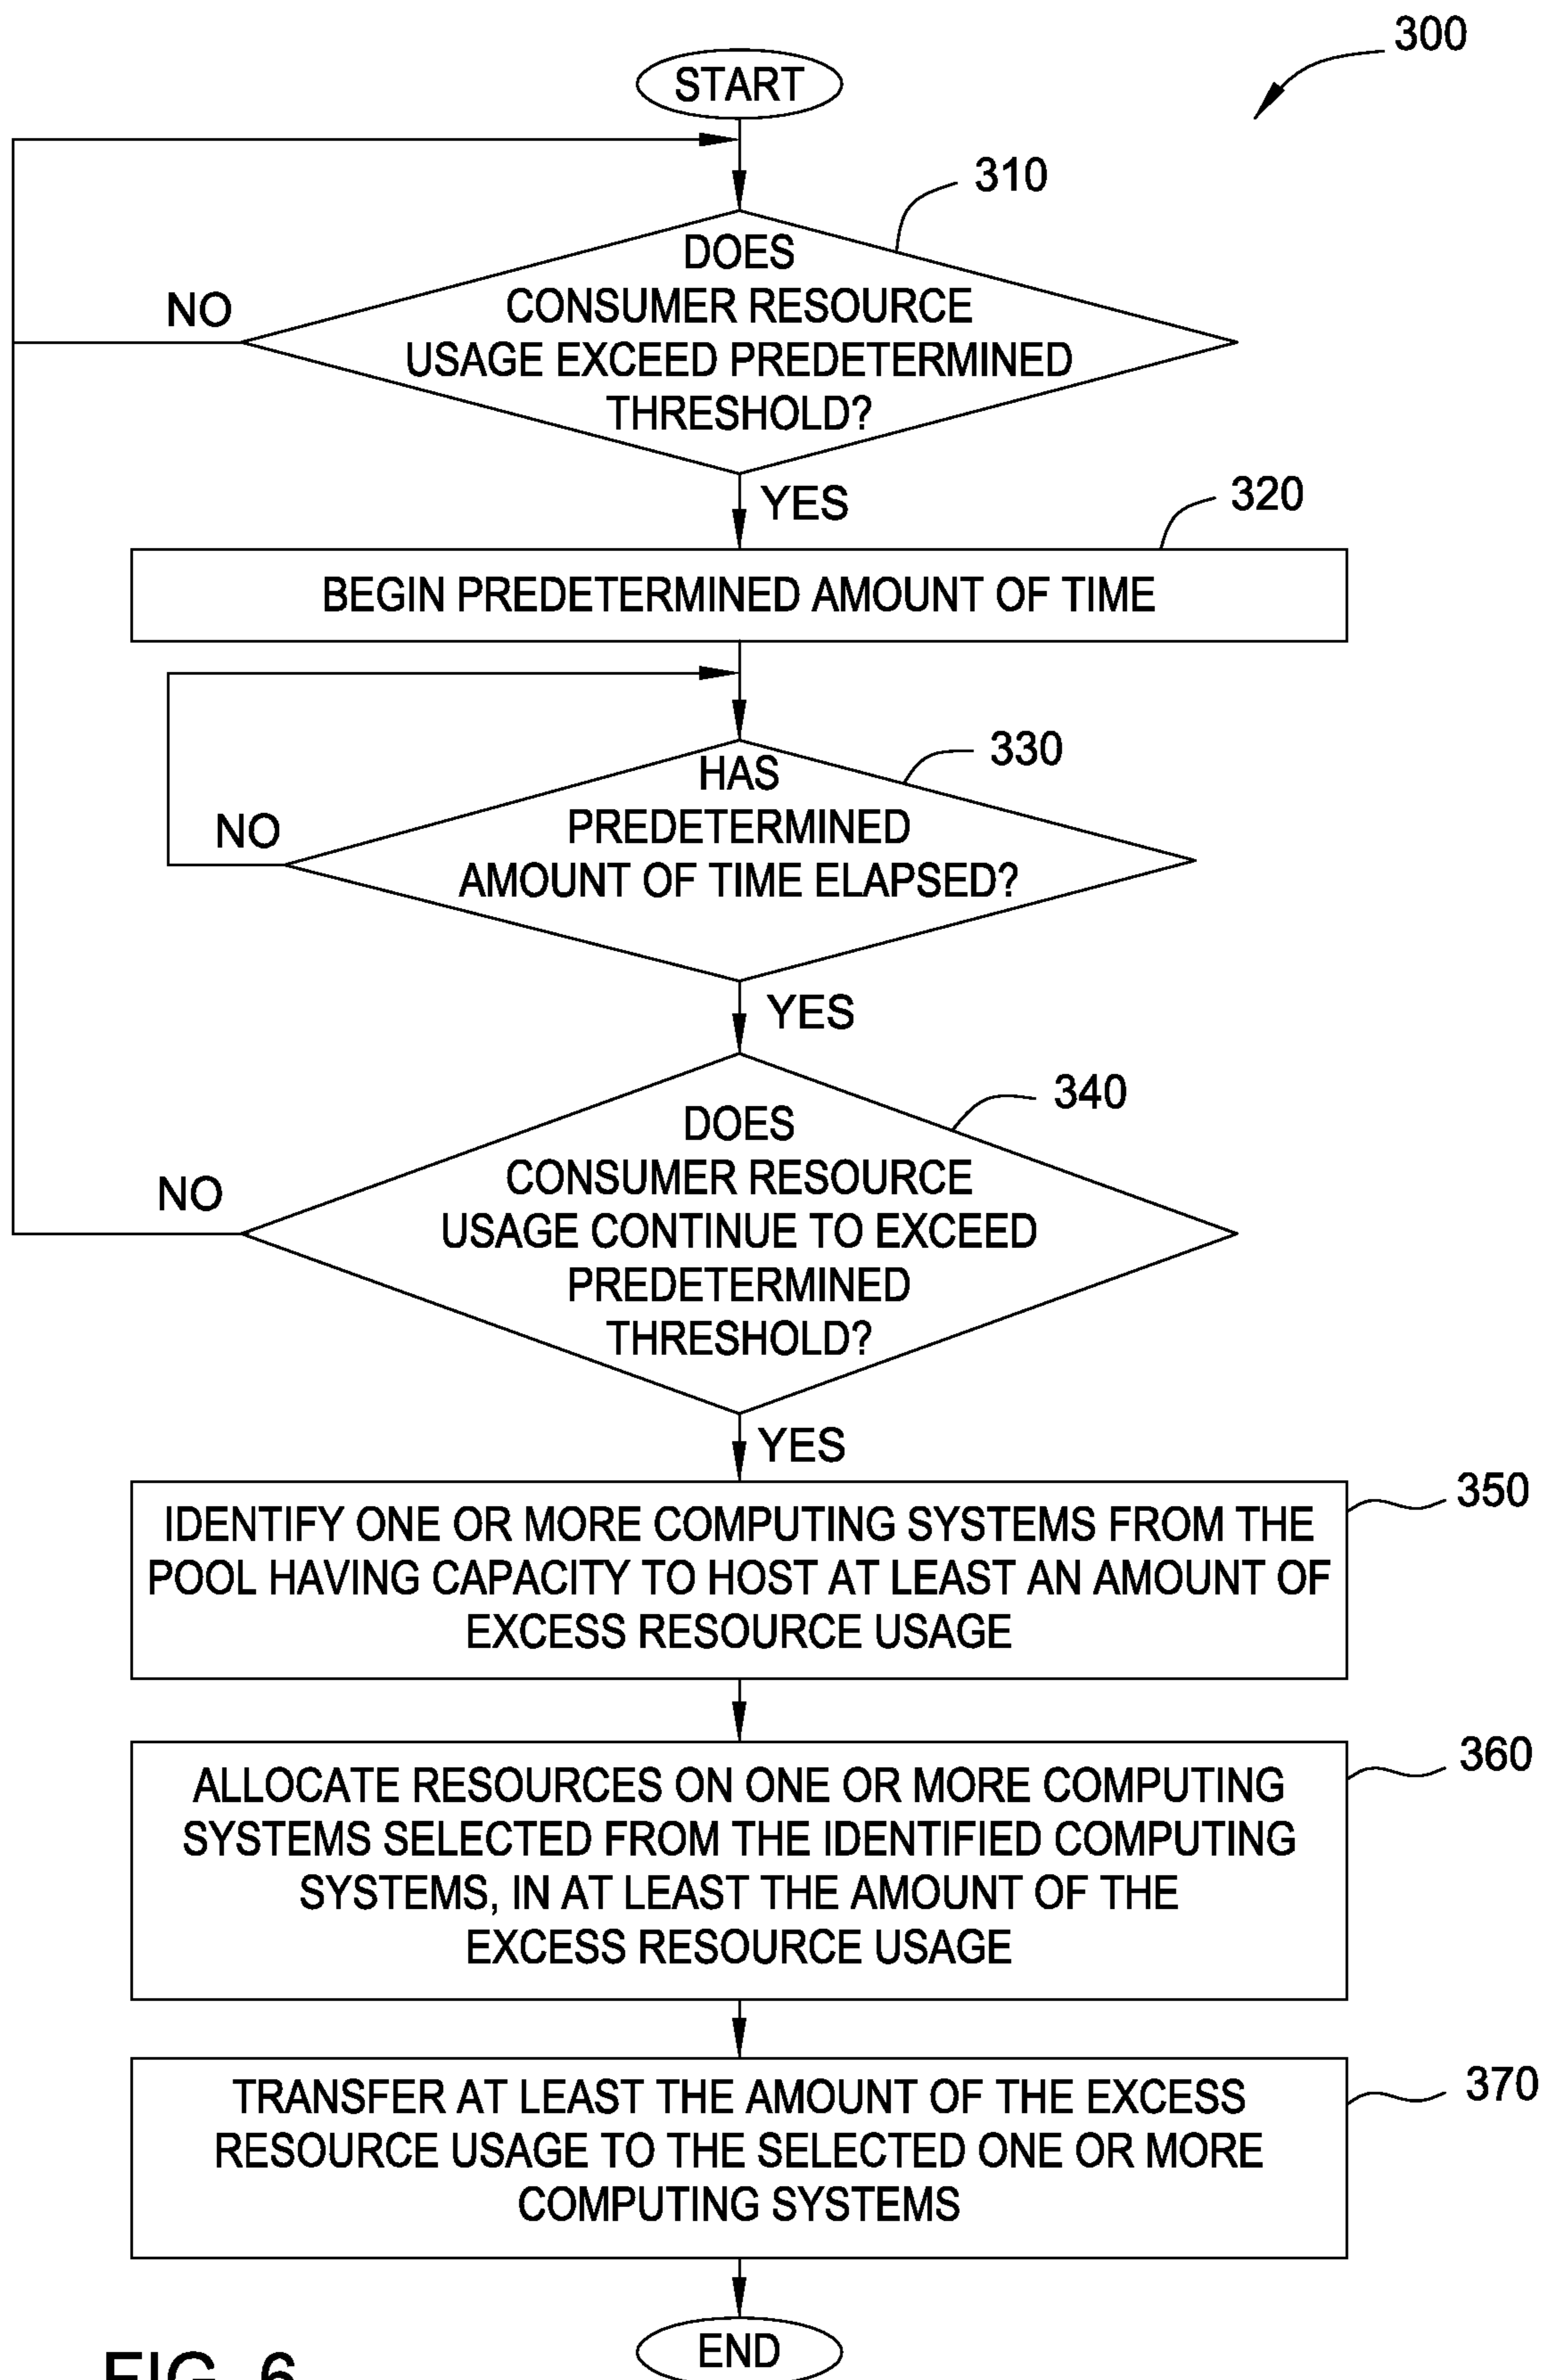 300
START
310
DOES
CONSUMER RESOURCE
USAGE EXCEED PREDETERMINED
THRESHOLD?
NO
YES
320
BEGIN PREDETERMINED AMOUNT OF TIME
330
HAS
PREDETERMINED
AMOUNT OF TIME ELAPSED?
NO
YES
340
DOES
CONSUMER RESOURCE
USAGE CONTINUE TO EXCEED
PREDETERMINED
THRESHOLD?
NO
YES
350
IDENTIFY ONE OR MORE COMPUTING SYSTEMS FROM THE
POOL HAVING CAPACITY TO HOST AT LEAST AN AMOUNT OF
EXCESS RESOURCE USAGE
360
ALLOCATE RESOURCES ON ONE OR MORE COMPUTING
SYSTEMS SELECTED FROM THE IDENTIFIED COMPUTING
SYSTEMS, IN AT LEAST THE AMOUNT OF THE
EXCESS RESOURCE USAGE
370
TRANSFER AT LEAST THE AMOUNT OF THE EXCESS
RESOURCE USAGE TO THE SELECTED ONE OR MORE
COMPUTING SYSTEMS
END
FIG. 6